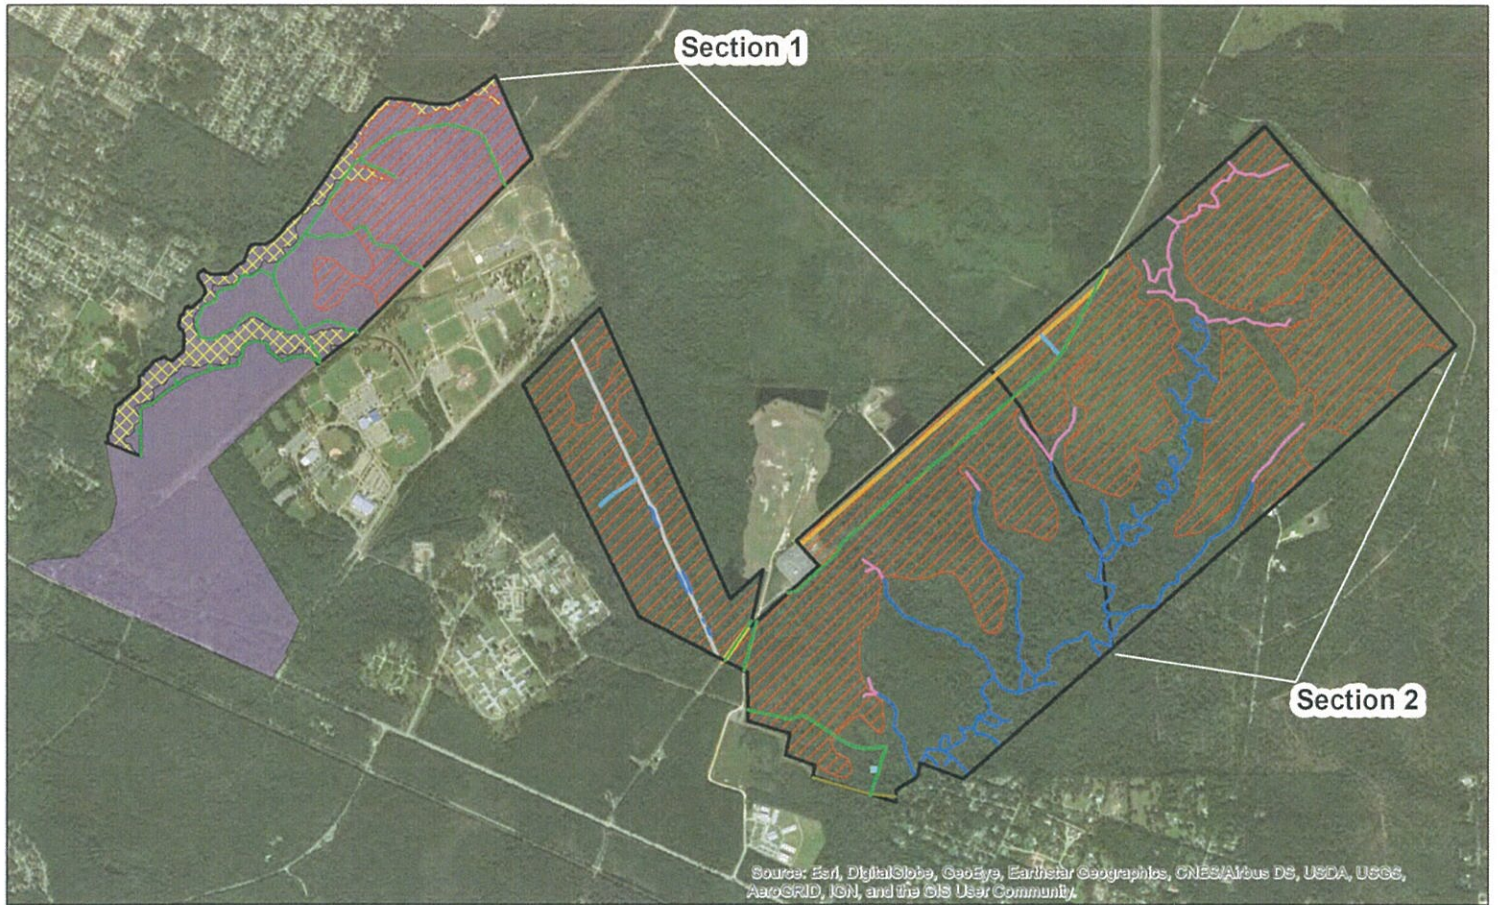 Section 1
Section 2
Source: Esri, DigitalGlobe, GeoEye, Earthstar Geographics, CNES/Airbus DS, USDA, USGS,
AeroGRID, IGN, and the GIS User Community.